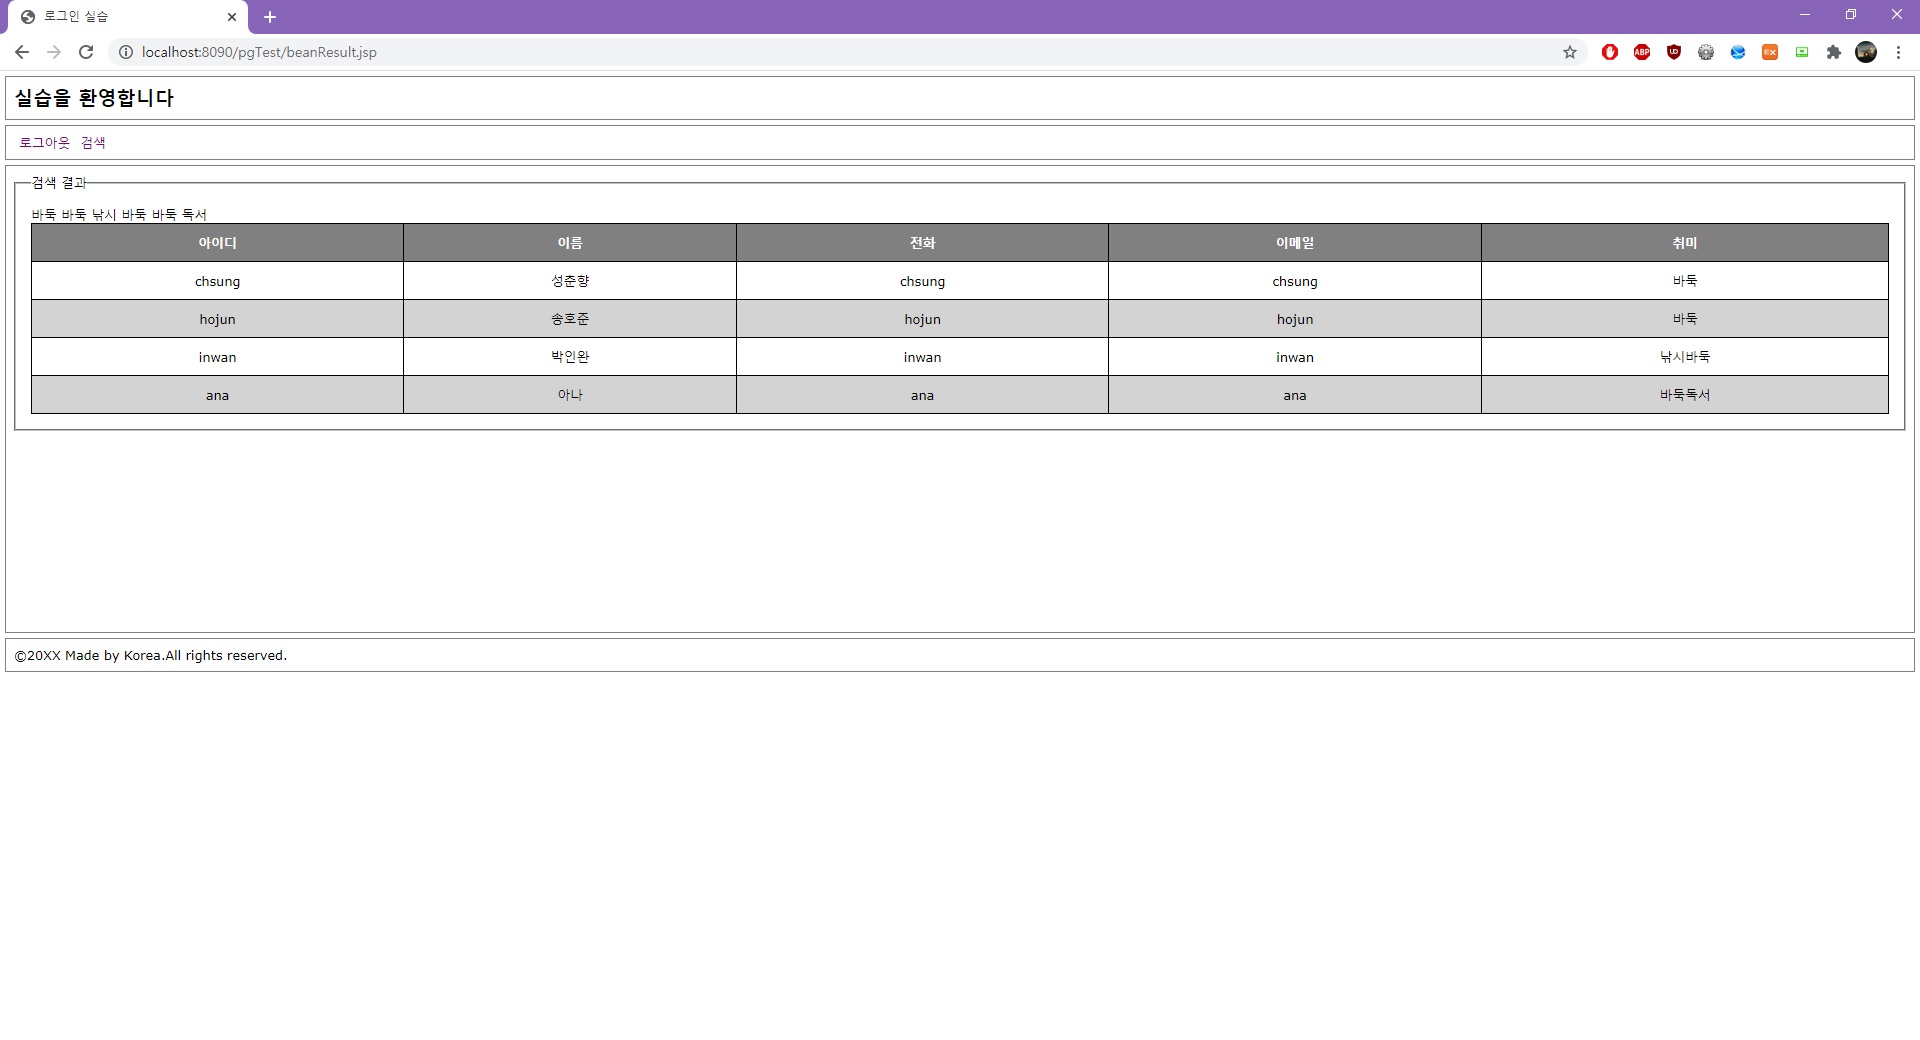 로그인 실습
localhost:8090/pgTest/beanResult.jsp
ABP
UO
EX
실습을 환영합니다
로그아웃 검색
검색 결과
바둑 바둑 낚시 바둑 바둑 독서
아이디 이름 전화 이메일 취미
chsung 성춘향 chsung chsung 바둑
hojun 송호준 hojun hojun 바둑
inwan 박인완 inwan inwan 낚시바둑
ana 아나 ana ana 바둑독서
©20XX Made by Korea.All rights reserved.